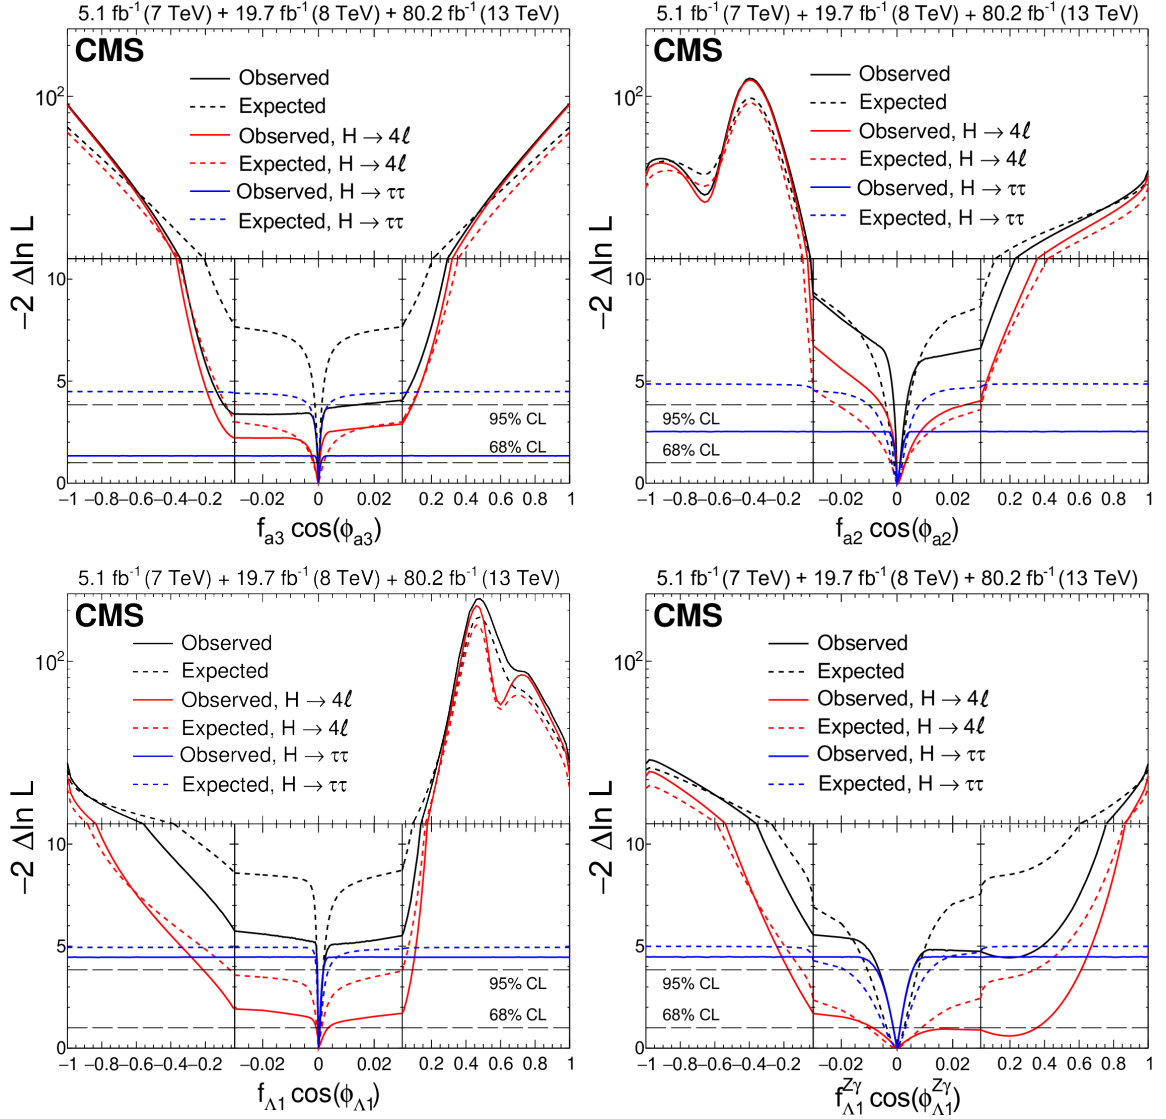 5.1 fb⁻¹ (7 TeV) + 19.7 fb⁻¹ (8 TeV) + 80.2 fb⁻¹ (13 TeV)
CMS
Observed
Expected
Observed, H → 4ℓ
Expected, H → 4ℓ
Observed, H → ττ
Expected, H → ττ
10²
10
5
0
−2 Δln L
95% CL
68% CL
−1 −0.8 −0.6 −0.4 −0.2 −0.02 0 0.02 0.2 0.4 0.6 0.8 1
f_a3 cos(ϕ_a3)
5.1 fb⁻¹ (7 TeV) + 19.7 fb⁻¹ (8 TeV) + 80.2 fb⁻¹ (13 TeV)
CMS
Observed
Expected
Observed, H → 4ℓ
Expected, H → 4ℓ
Observed, H → ττ
Expected, H → ττ
10²
10
5
0
−2 Δln L
95% CL
68% CL
−1 −0.8 −0.6 −0.4 −0.2 −0.02 0 0.02 0.2 0.4 0.6 0.8 1
f_a2 cos(ϕ_a2)
5.1 fb⁻¹ (7 TeV) + 19.7 fb⁻¹ (8 TeV) + 80.2 fb⁻¹ (13 TeV)
CMS
Observed
Expected
Observed, H → 4ℓ
Expected, H → 4ℓ
Observed, H → ττ
Expected, H → ττ
10²
10
5
0
−2 Δln L
95% CL
68% CL
−1 −0.8 −0.6 −0.4 −0.2 −0.02 0 0.02 0.2 0.4 0.6 0.8 1
f_Λ1 cos(ϕ_Λ1)
5.1 fb⁻¹ (7 TeV) + 19.7 fb⁻¹ (8 TeV) + 80.2 fb⁻¹ (13 TeV)
CMS
Observed
Expected
Observed, H → 4ℓ
Expected, H → 4ℓ
Observed, H → ττ
Expected, H → ττ
10²
10
5
0
−2 Δln L
95% CL
68% CL
−1 −0.8 −0.6 −0.4 −0.2 −0.02 0 0.02 0.2 0.4 0.6 0.8 1
f_Λ1^Zγ cos(ϕ_Λ1^Zγ)